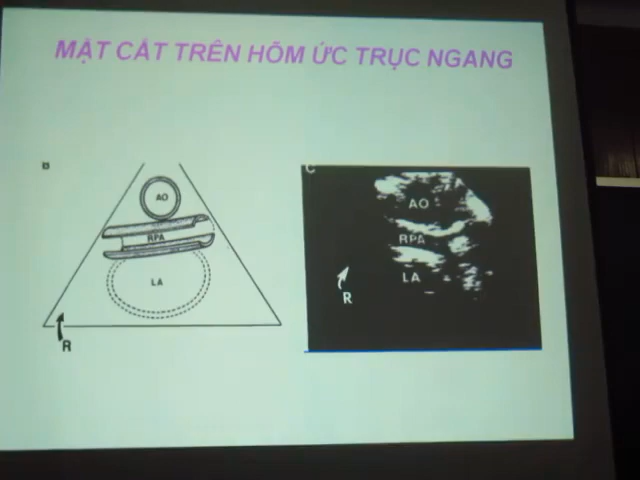 MẶT CẮT TRÊN HÕM ỨC TRỤC NGANG
B
AO
RPA
LA
R
C
AO
RPA
LA
R